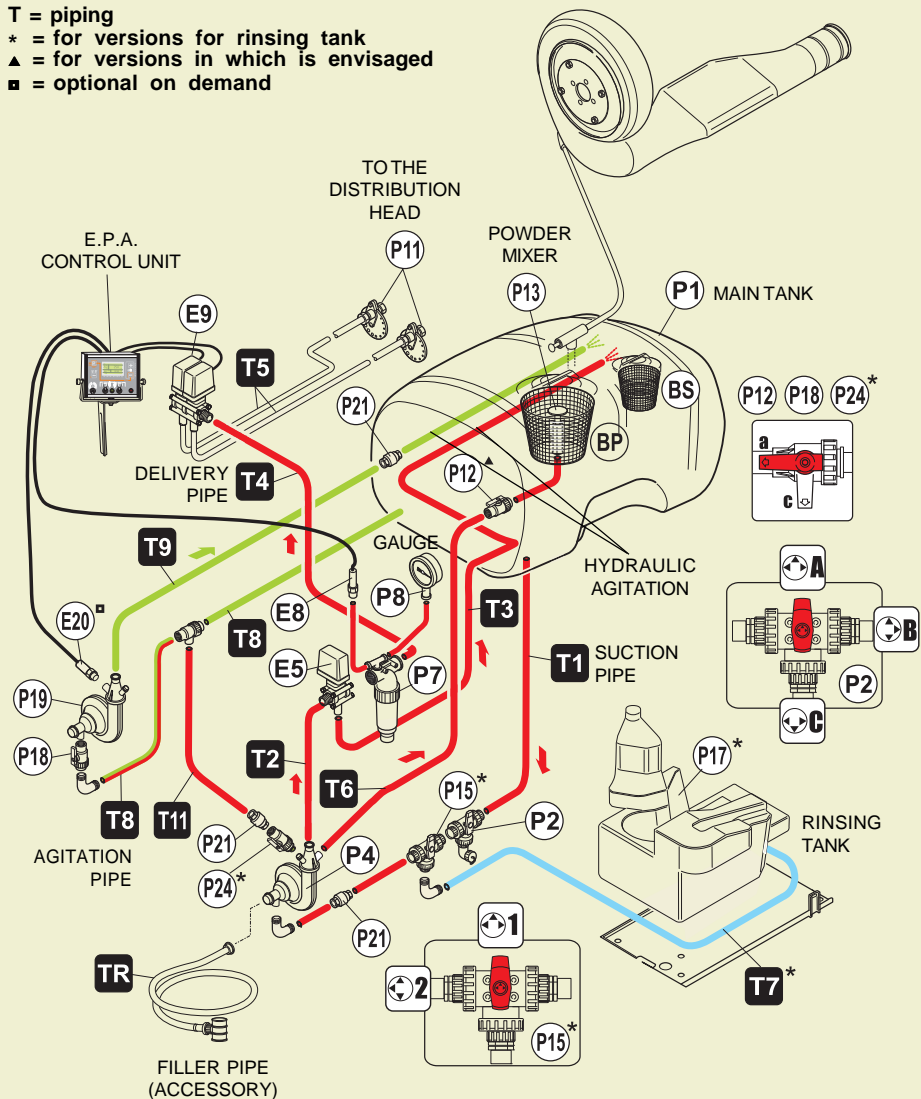 T = piping
* = for versions for rinsing tank
▲ = for versions in which is envisaged
◘ = optional on demand
TO THE
DISTRIBUTION
HEAD
P11
E.P.A.
CONTROL UNIT
POWDER
MIXER
P13
P1 MAIN TANK
E9
T5
P21
BS
BP
P12 P18 P24*
a
c
DELIVERY
PIPE
T4
P12▲
T9
GAUGE
HYDRAULIC
AGITATION
A
B
P2
C
E20◘
T8
E8
P8
T3
E5
P7
T1
SUCTION
PIPE
P19
P18
T8
T11
T2
T6
P15*
P2
P17*
RINSING
TANK
AGITATION
PIPE
P21
P24*
P4
P21
TR
1
2
P15*
T7*
FILLER PIPE
(ACCESSORY)